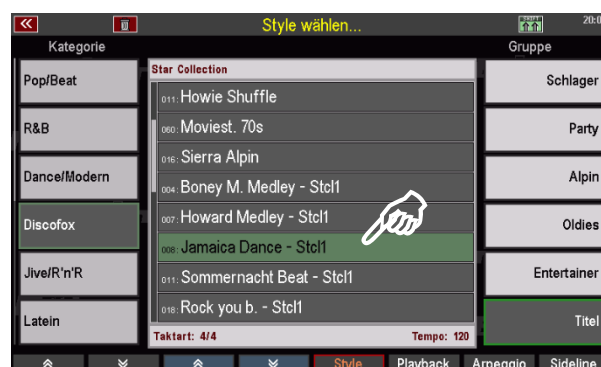 Style wählen...
20:0
Kategorie
Gruppe
Pop/Beat
R&B
Dance/Modern
Discofox
Jive/R'n'R
Latein
Star Collection
011: Howie Shuffle
060: Moviest. 70s
016: Sierra Alpin
004: Boney M. Medley - Stcl1
007: Howard Medley - Stcl1
008: Jamaica Dance - Stcl1
011: Sommernacht Beat - Stcl1
018: Rock you b. - Stcl1
Taktart: 4/4 Tempo: 120
Schlager
Party
Alpin
Oldies
Entertainer
Titel
Style Playback Arpeggio Sideline